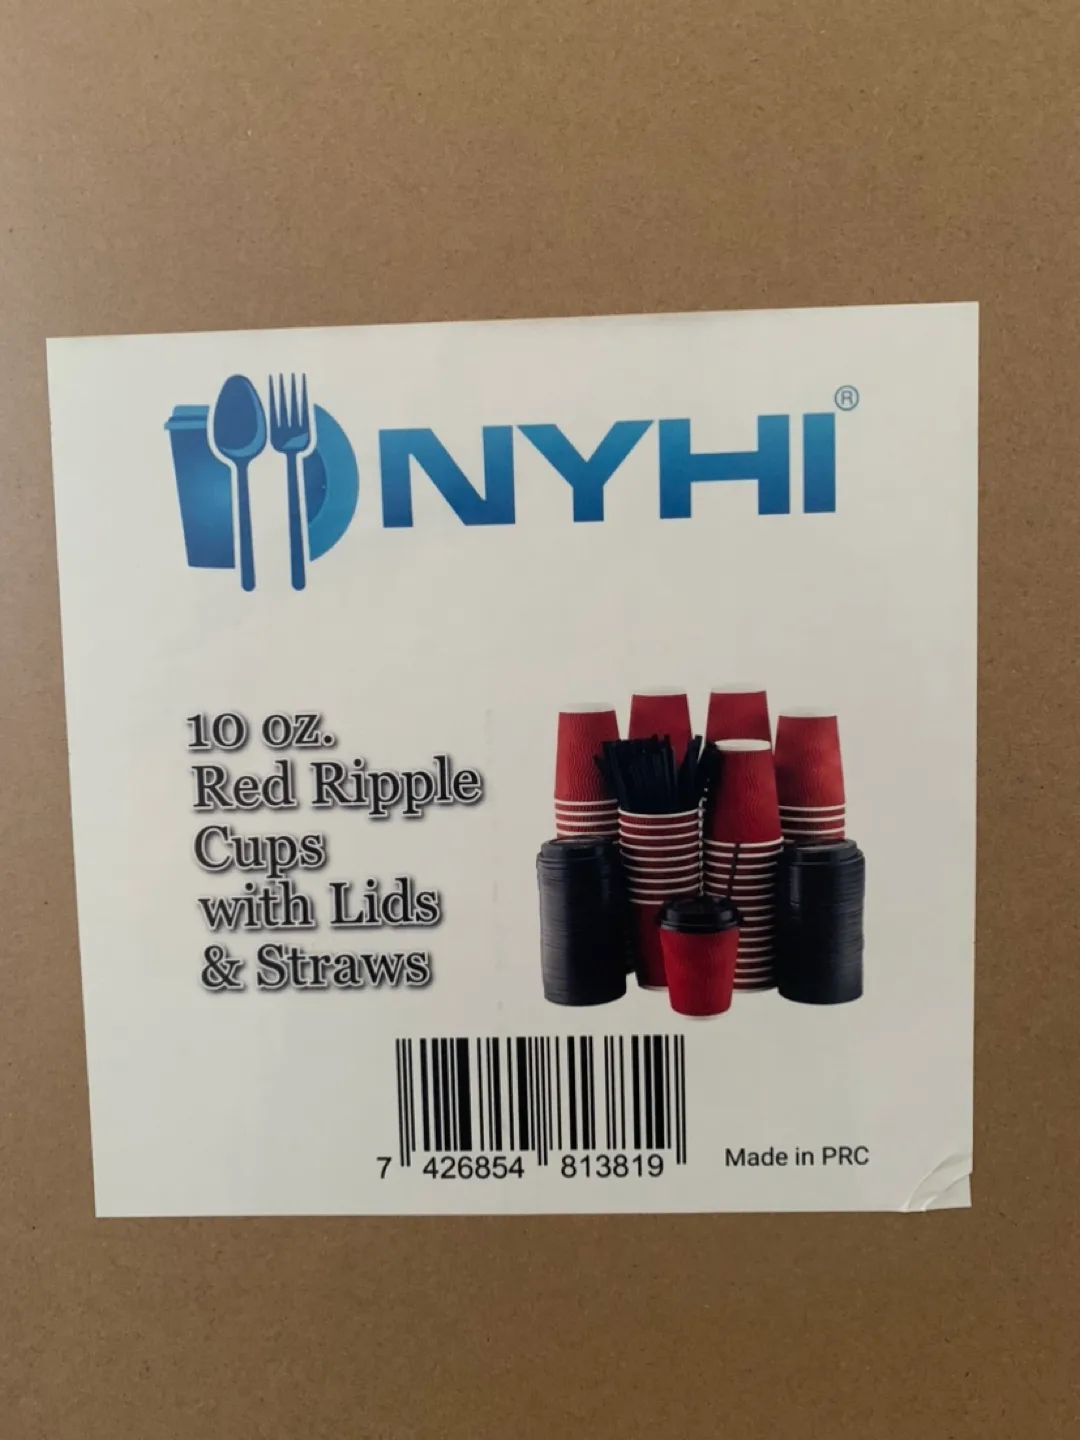 NYHI®
10 oz.
Red Ripple
Cups
with Lids
& Straws
7 426854 813819
Made in PRC